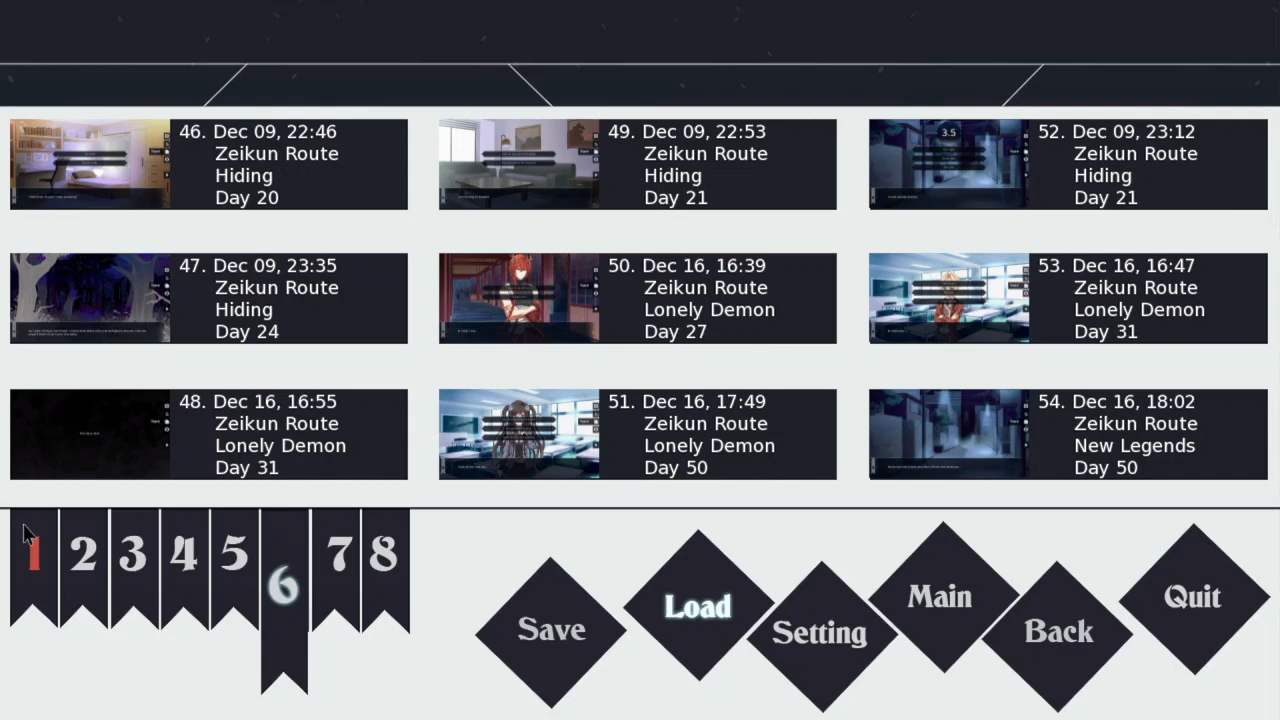 46. Dec 09, 22:46
Zeikun Route
Hiding
Day 20
49. Dec 09, 22:53
Zeikun Route
Hiding
Day 21
3.5
52. Dec 09, 23:12
Zeikun Route
Hiding
Day 21
47. Dec 09, 23:35
Zeikun Route
Hiding
Day 24
50. Dec 16, 16:39
Zeikun Route
Lonely Demon
Day 27
53. Dec 16, 16:47
Zeikun Route
Lonely Demon
Day 31
48. Dec 16, 16:55
Zeikun Route
Lonely Demon
Day 31
51. Dec 16, 17:49
Zeikun Route
Lonely Demon
Day 50
54. Dec 16, 18:02
Zeikun Route
New Legends
Day 50
1 2 3 4 5 6 7 8
Save
Load
Setting
Main
Back
Quit